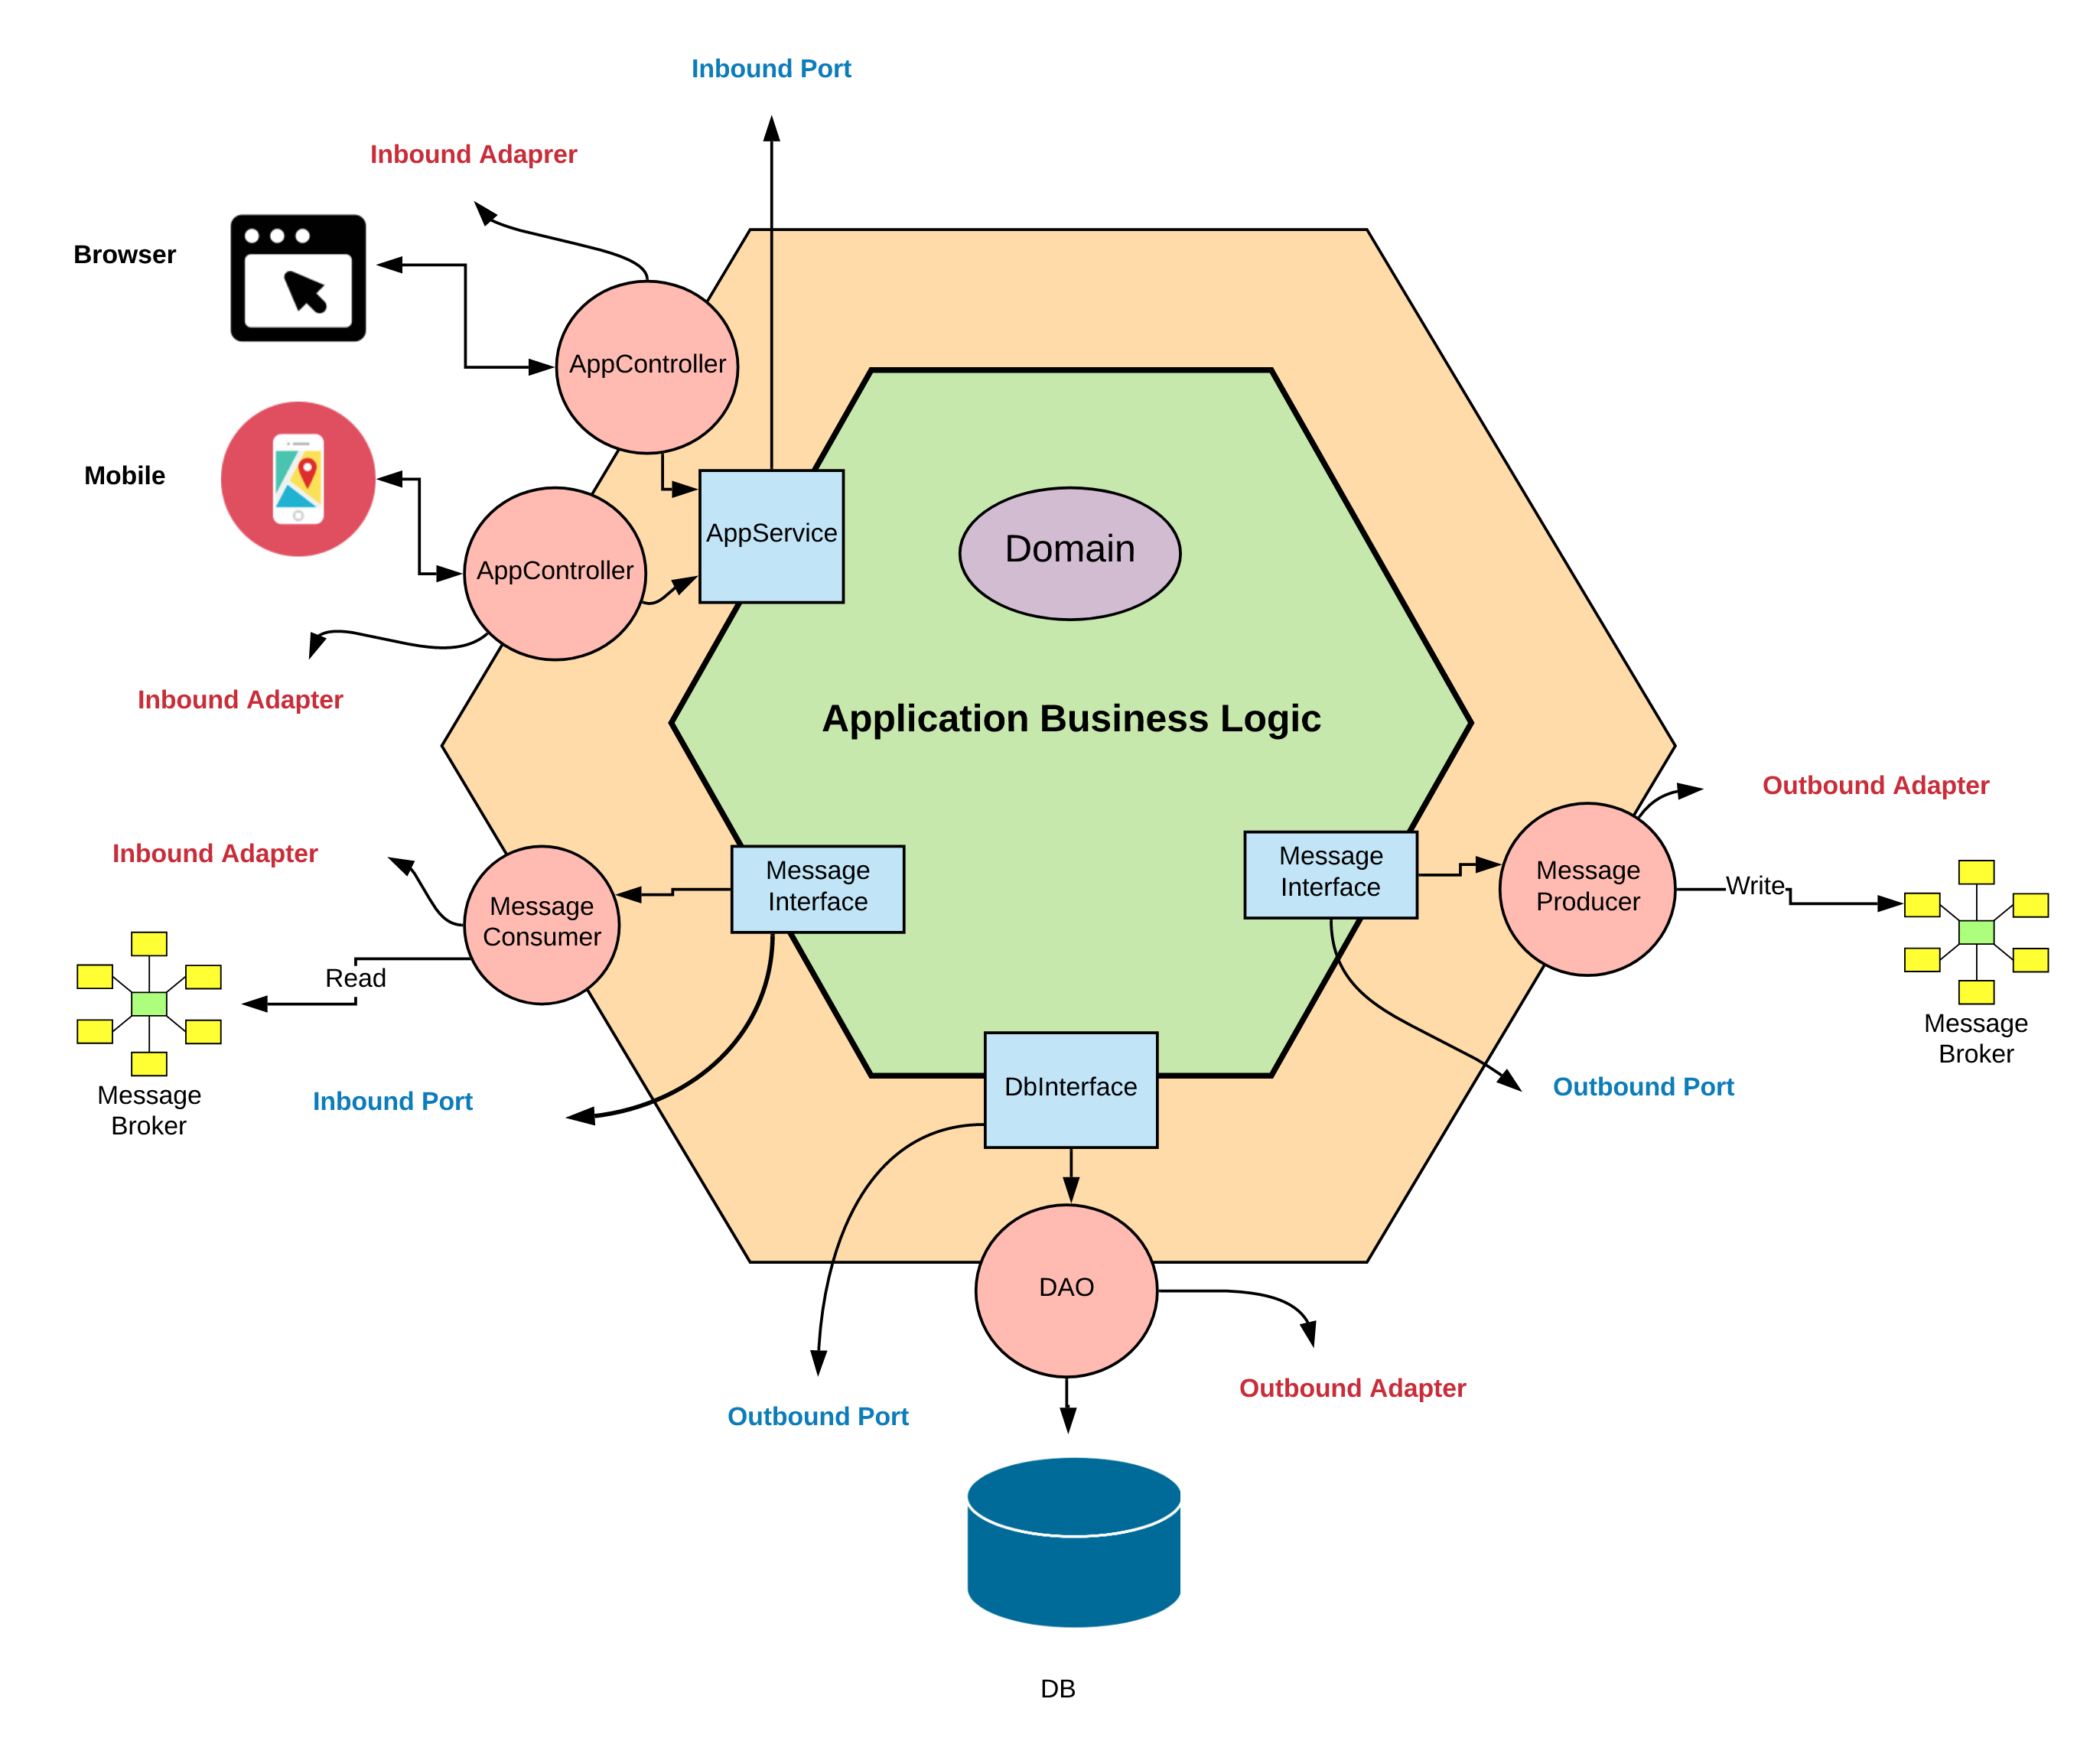 Inbound Port
Inbound Adaprer
Browser
AppController
Mobile
AppService
Domain
AppController
Inbound Adapter
Application Business Logic
Outbound Adapter
Inbound Adapter
Message
Interface
Message
Interface
Message
Producer
Write
Message
Consumer
Read
Message
Broker
Message
Broker
Inbound Port
DbInterface
Outbound Port
DAO
Outbound Adapter
Outbound Port
DB